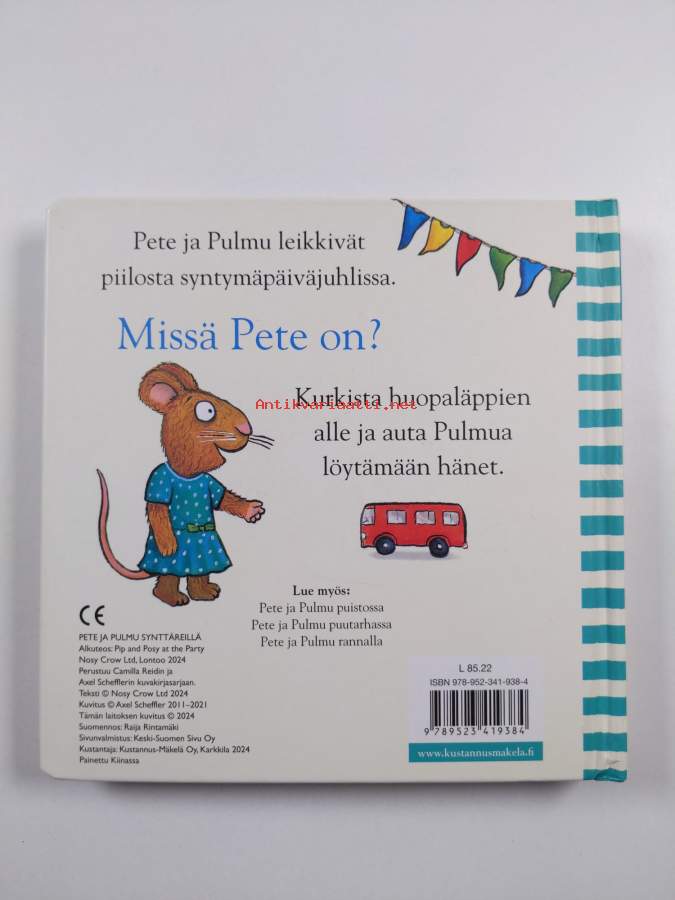 Pete ja Pulmu leikkivät
piilosta syntymäpäiväjuhlissa.
Missä Pete on?
Antikvariaatti.net
Kurkista huopaläppien
alle ja auta Pulmua
löytämään hänet.
Lue myös:
Pete ja Pulmu puistossa
Pete ja Pulmu puutarhassa
Pete ja Pulmu rannalla
CE
PETE JA PULMU SYNTTÄREILLÄ
Alkuteos: Pip and Posy at the Party
Nosy Crow Ltd, Lontoo 2024
Perustuu Camilla Reidin ja
Axel Schefflerin kuvakirjasarjaan.
Teksti © Nosy Crow Ltd 2024
Kuvitus © Axel Scheffler 2011–2021
Tämän laitoksen kuvitus © 2024
Suomennos: Raija Rintamäki
Sivunvalmistus: Keski-Suomen Sivu Oy
Kustantaja: Kustannus-Mäkelä Oy, Karkkila 2024
Painettu Kiinassa
L 85.22
ISBN 978-952-341-938-4
9 789523 419384
www.kustannusmakela.fi